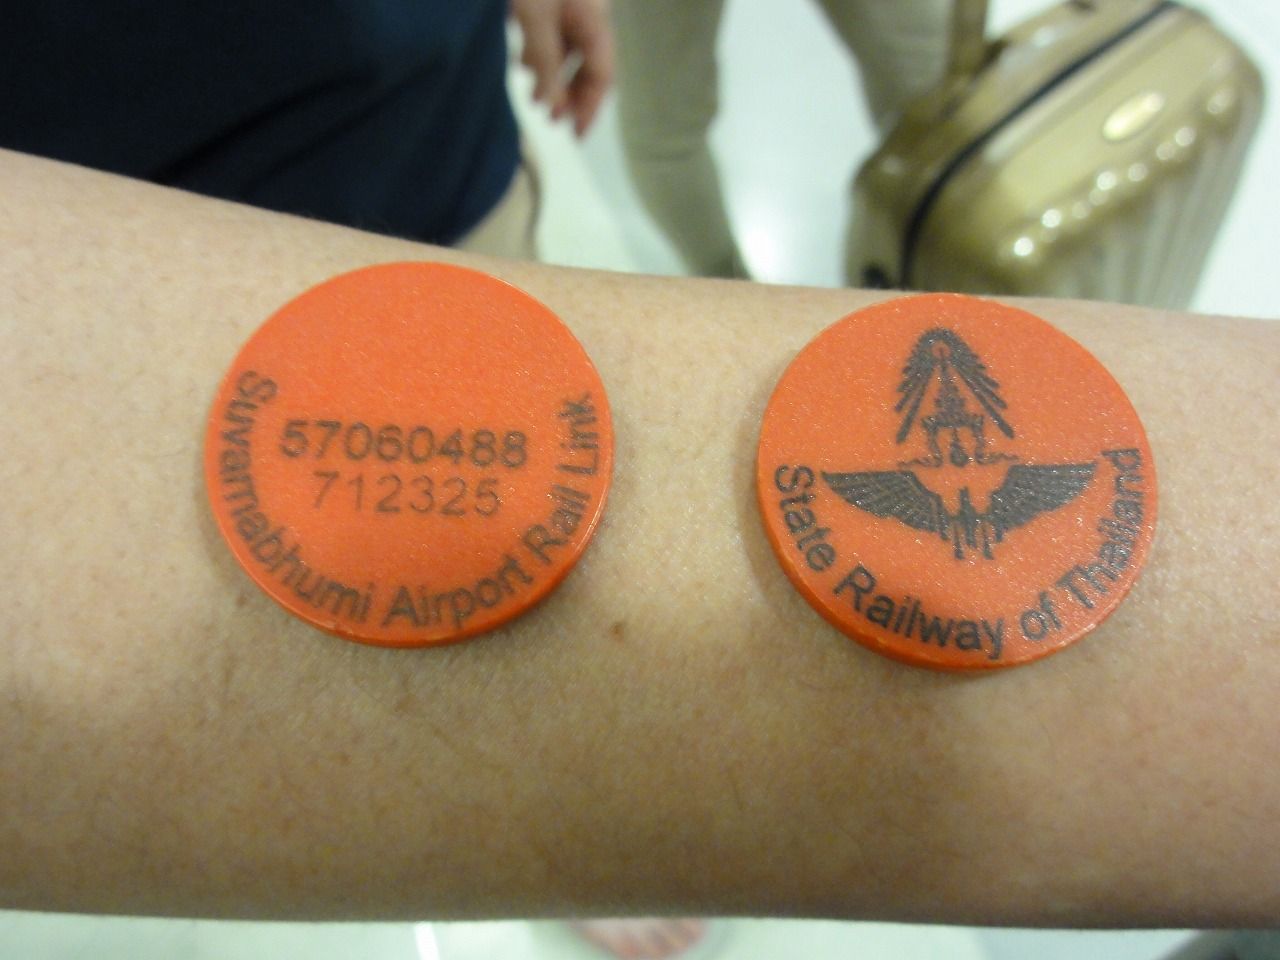 57060488
712325
Suvarnabhumi Airport Rail Link
State Railway of Thailand